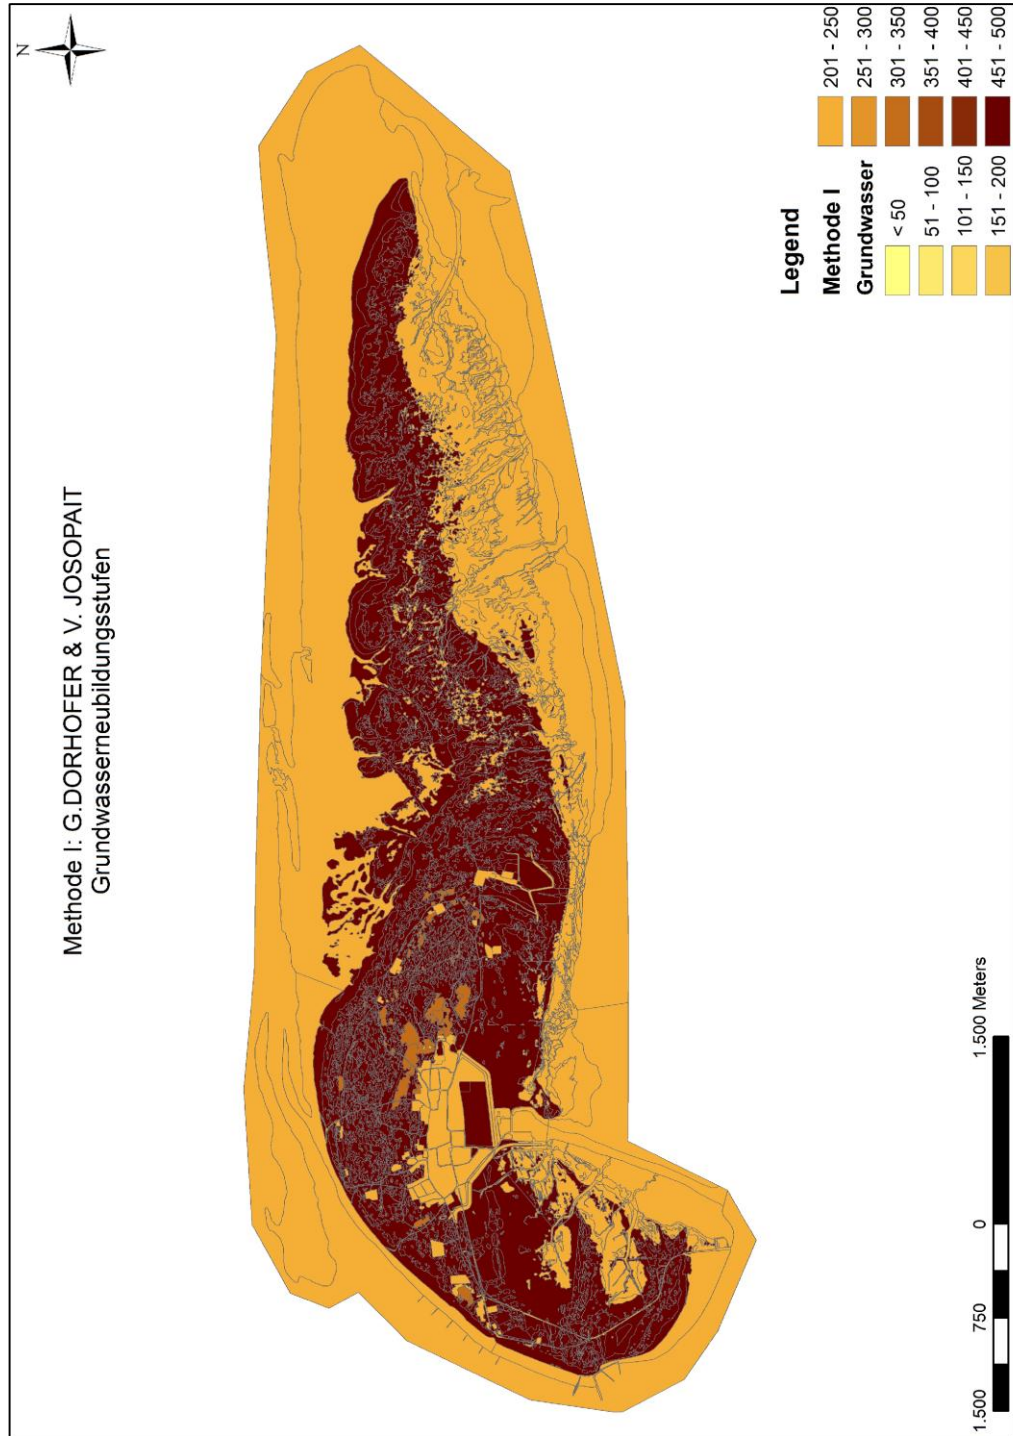 N
Methode I: G.DORHOFER & V. JOSOPAIT
Grundwasserneubildungsstufen
Legend
Methode I
Grundwasser
< 50
51 - 100
101 - 150
151 - 200
201 - 250
251 - 300
301 - 350
351 - 400
401 - 450
451 - 500
1.500 750 0 1.500 Meters